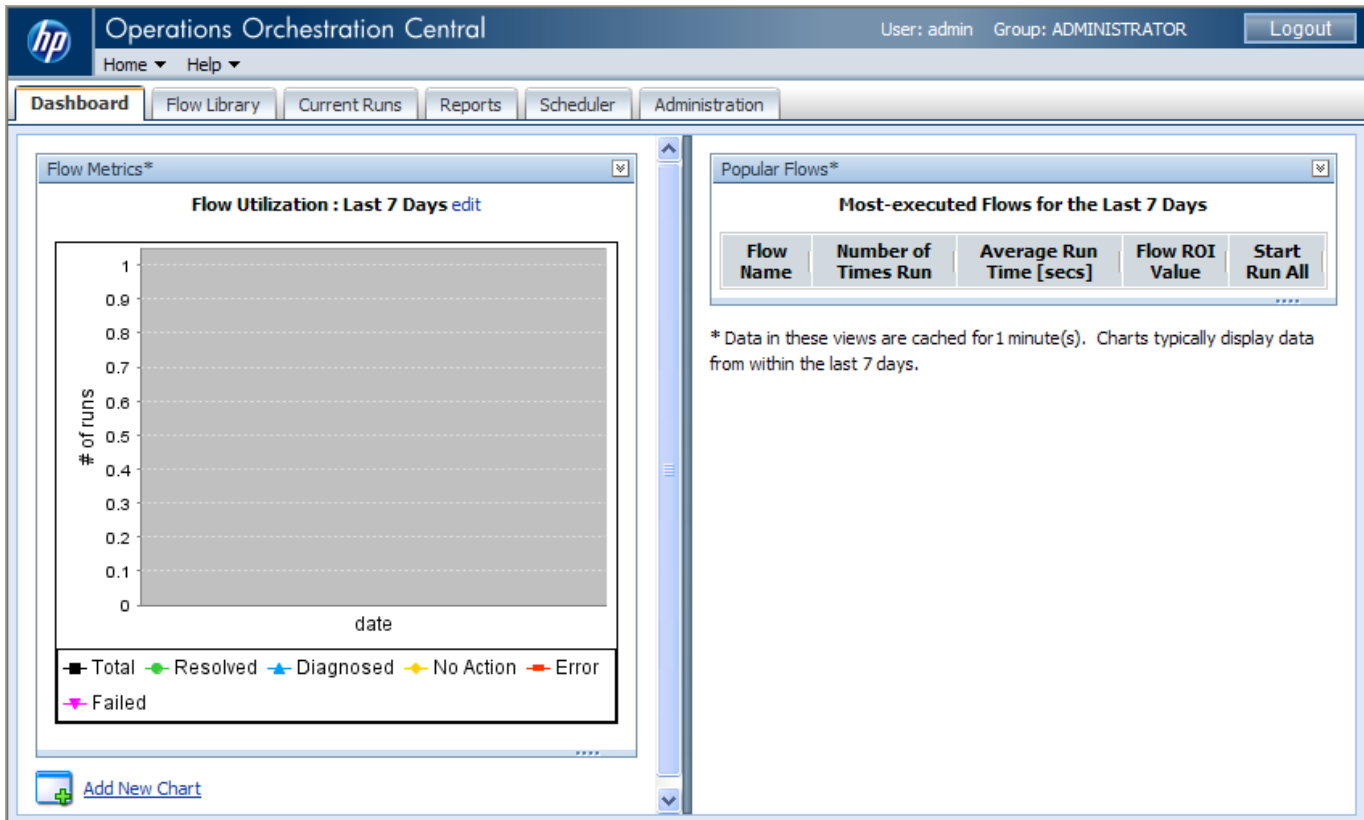 hp Operations Orchestration Central User: admin Group: ADMINISTRATOR Logout
Home Help
Dashboard Flow Library Current Runs Reports Scheduler Administration
Flow Metrics*
Flow Utilization : Last 7 Days edit
1
0.9
0.8
0.7
0.6
0.5
0.4
0.3
0.2
0.1
0
# of runs
date
Total Resolved Diagnosed No Action Error
Failed
Add New Chart
Popular Flows*
Most-executed Flows for the Last 7 Days
Flow Name Number of Times Run Average Run Time [secs] Flow ROI Value Start Run All
* Data in these views are cached for 1 minute(s). Charts typically display data
from within the last 7 days.